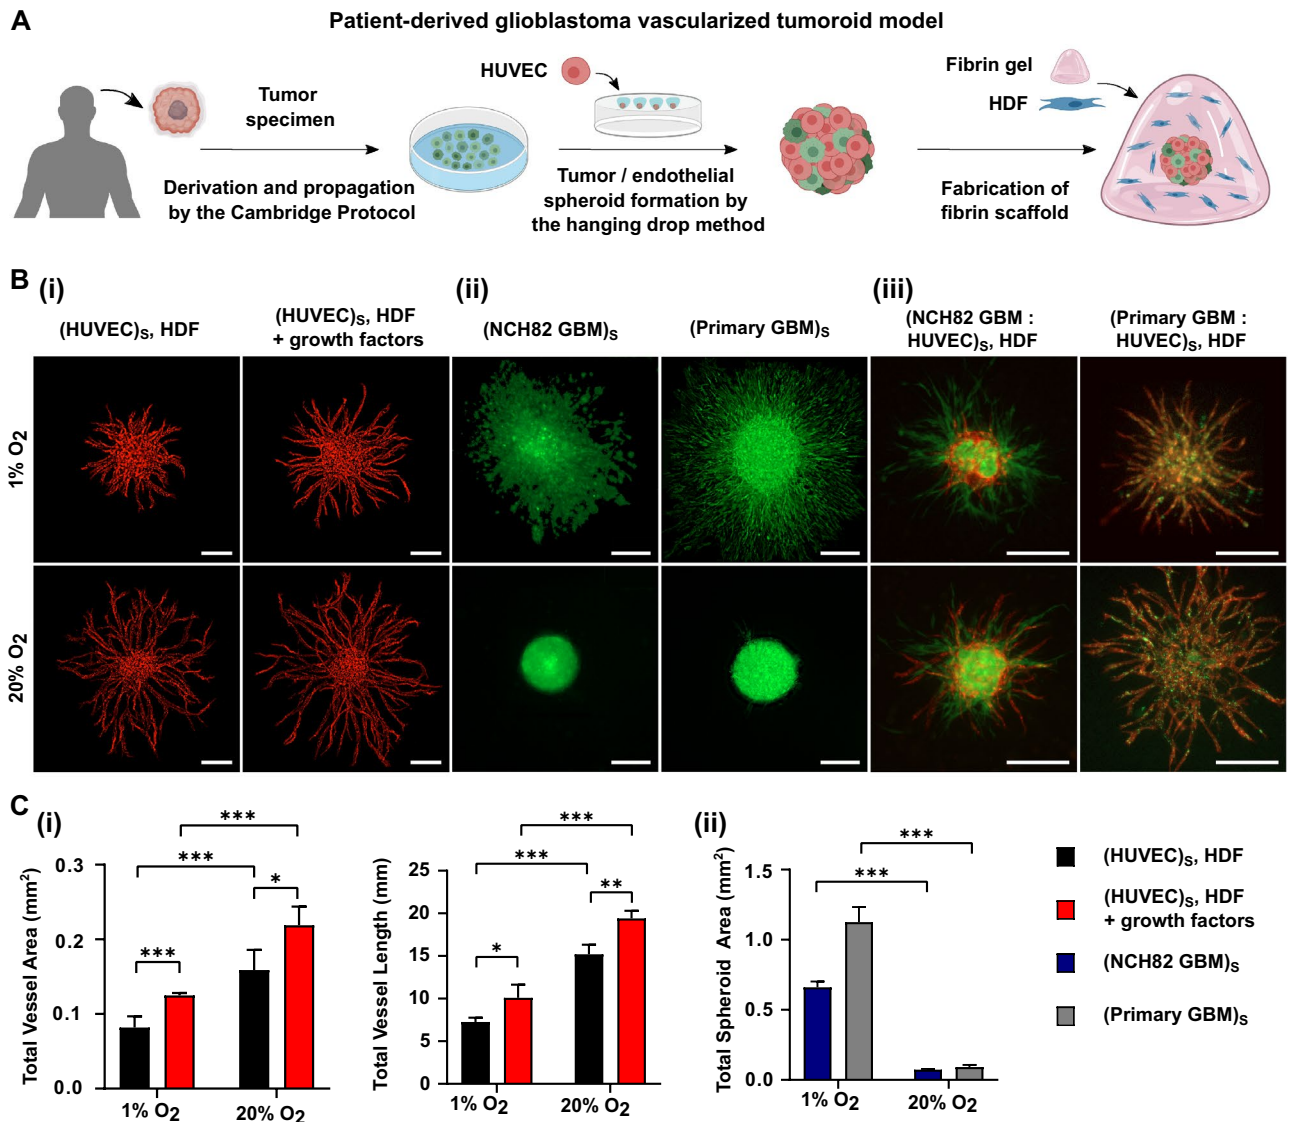 A
Patient-derived glioblastoma vascularized tumoroid model
Tumor
specimen
Derivation and propagation
by the Cambridge Protocol
HUVEC
Tumor / endothelial
spheroid formation by
the hanging drop method
Fibrin gel
HDF
Fabrication of
fibrin scaffold
B
(i)
(HUVEC)S, HDF
(HUVEC)S, HDF
+ growth factors
(ii)
(NCH82 GBM)S
(Primary GBM)S
(iii)
(NCH82 GBM :
HUVEC)S, HDF
(Primary GBM :
HUVEC)S, HDF
1% O2
20% O2
C
(i)
Total Vessel Area (mm²)
0.3
0.2
0.1
0.0
***
***
***
*
1% O2
20% O2
Total Vessel Length (mm)
25
20
15
10
5
0
***
***
*
**
1% O2
20% O2
(ii)
Total Spheroid Area (mm²)
1.5
1.0
0.5
0.0
***
***
1% O2
20% O2
(HUVEC)S, HDF
(HUVEC)S, HDF
+ growth factors
(NCH82 GBM)S
(Primary GBM)S